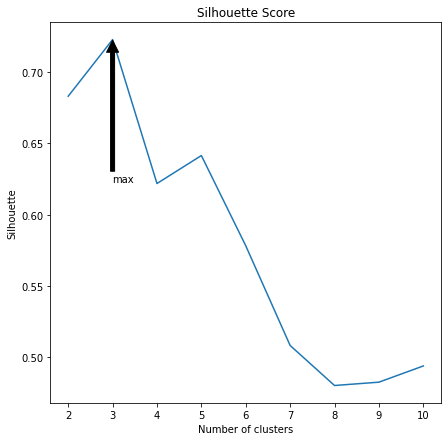 Silhouette Score
Silhouette
0.70
0.65
0.60
0.55
0.50
max
2 3 4 5 6 7 8 9 10
Number of clusters